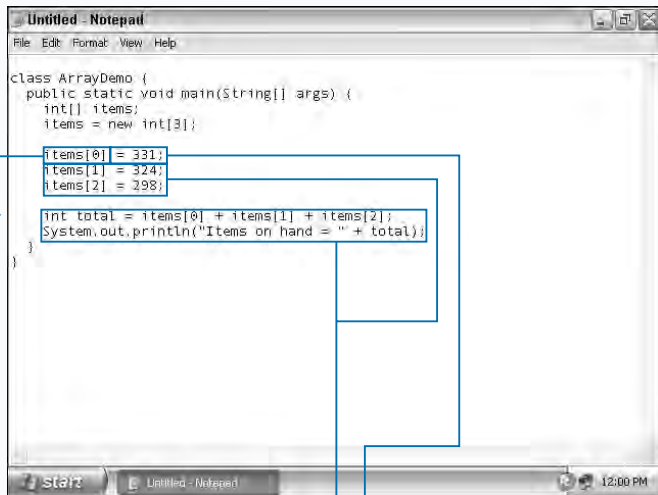 Untitled - Notepad
File Edit Format View Help
class ArrayDemo {
public static void main(String[] args) {
int[] items;
items = new int[3];
items[0] = 331;
items[1] = 324;
items[2] = 298;
int total = items[0] + items[1] + items[2];
System.out.println("Items on hand = " + total);
}
}
start Untitled - Notepad 12:00 PM